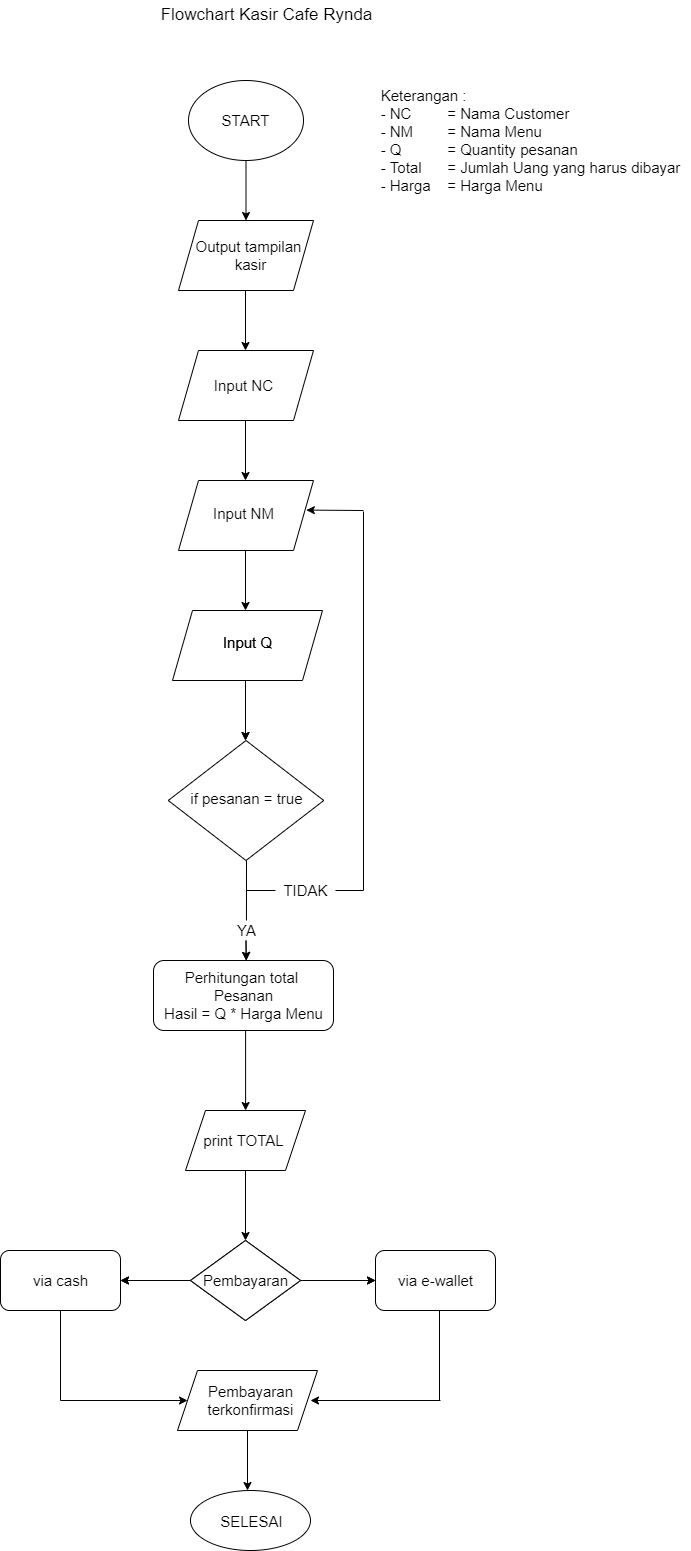 Flowchart Kasir Cafe Rynda
Keterangan :
- NC = Nama Customer
- NM = Nama Menu
- Q = Quantity pesanan
- Total = Jumlah Uang yang harus dibayar
- Harga = Harga Menu
START
Output tampilan
kasir
Input NC
Input NM
Input Q
if pesanan = true
TIDAK
YA
Perhitungan total
Pesanan
Hasil = Q * Harga Menu
print TOTAL
via cash
Pembayaran
via e-wallet
Pembayaran
terkonfirmasi
SELESAI